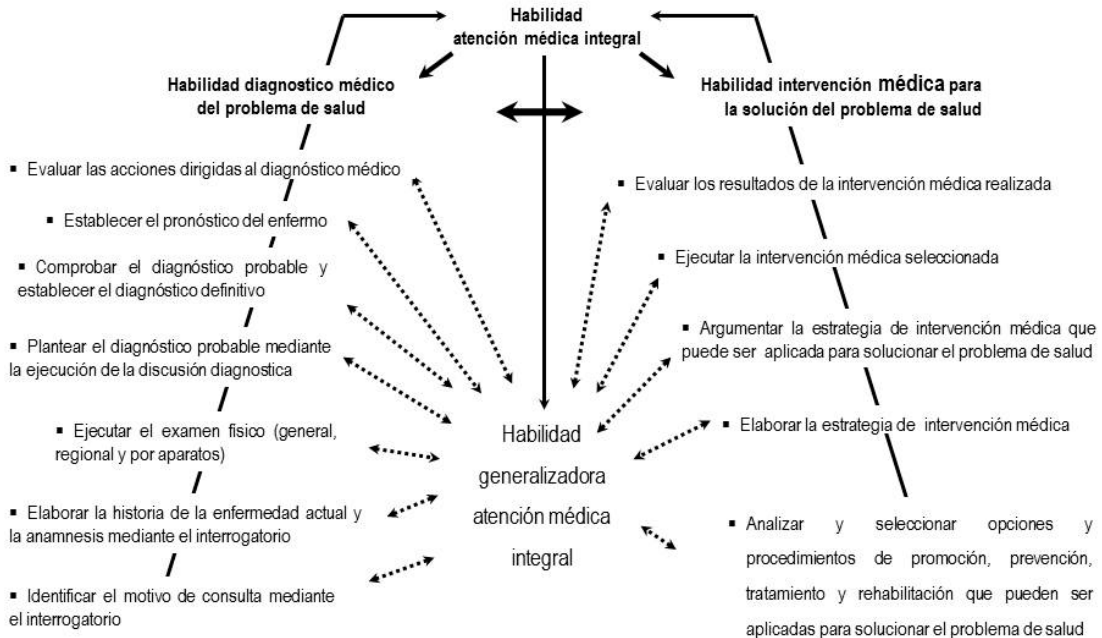 Habilidad
atención médica integral
Habilidad diagnostico médico
del problema de salud
Habilidad intervención médica para
la solución del problema de salud
▪ Evaluar las acciones dirigidas al diagnóstico médico
▪ Establecer el pronóstico del enfermo
▪ Comprobar el diagnóstico probable y
establecer el diagnóstico definitivo
▪ Plantear el diagnóstico probable mediante
la ejecución de la discusión diagnostica
▪ Ejecutar el examen físico (general,
regional y por aparatos)
▪ Elaborar la historia de la enfermedad actual y
la anamnesis mediante el interrogatorio
▪ Identificar el motivo de consulta mediante
el interrogatorio
▪ Evaluar los resultados de la intervención médica realizada
▪ Ejecutar la intervención médica seleccionada
▪ Argumentar la estrategia de intervención médica que
puede ser aplicada para solucionar el problema de salud
▪ Elaborar la estrategia de intervención médica
▪ Analizar y seleccionar opciones y
procedimientos de promoción, prevención,
tratamiento y rehabilitación que pueden ser
aplicadas para solucionar el problema de salud
Habilidad
generalizadora
atención médica
integral